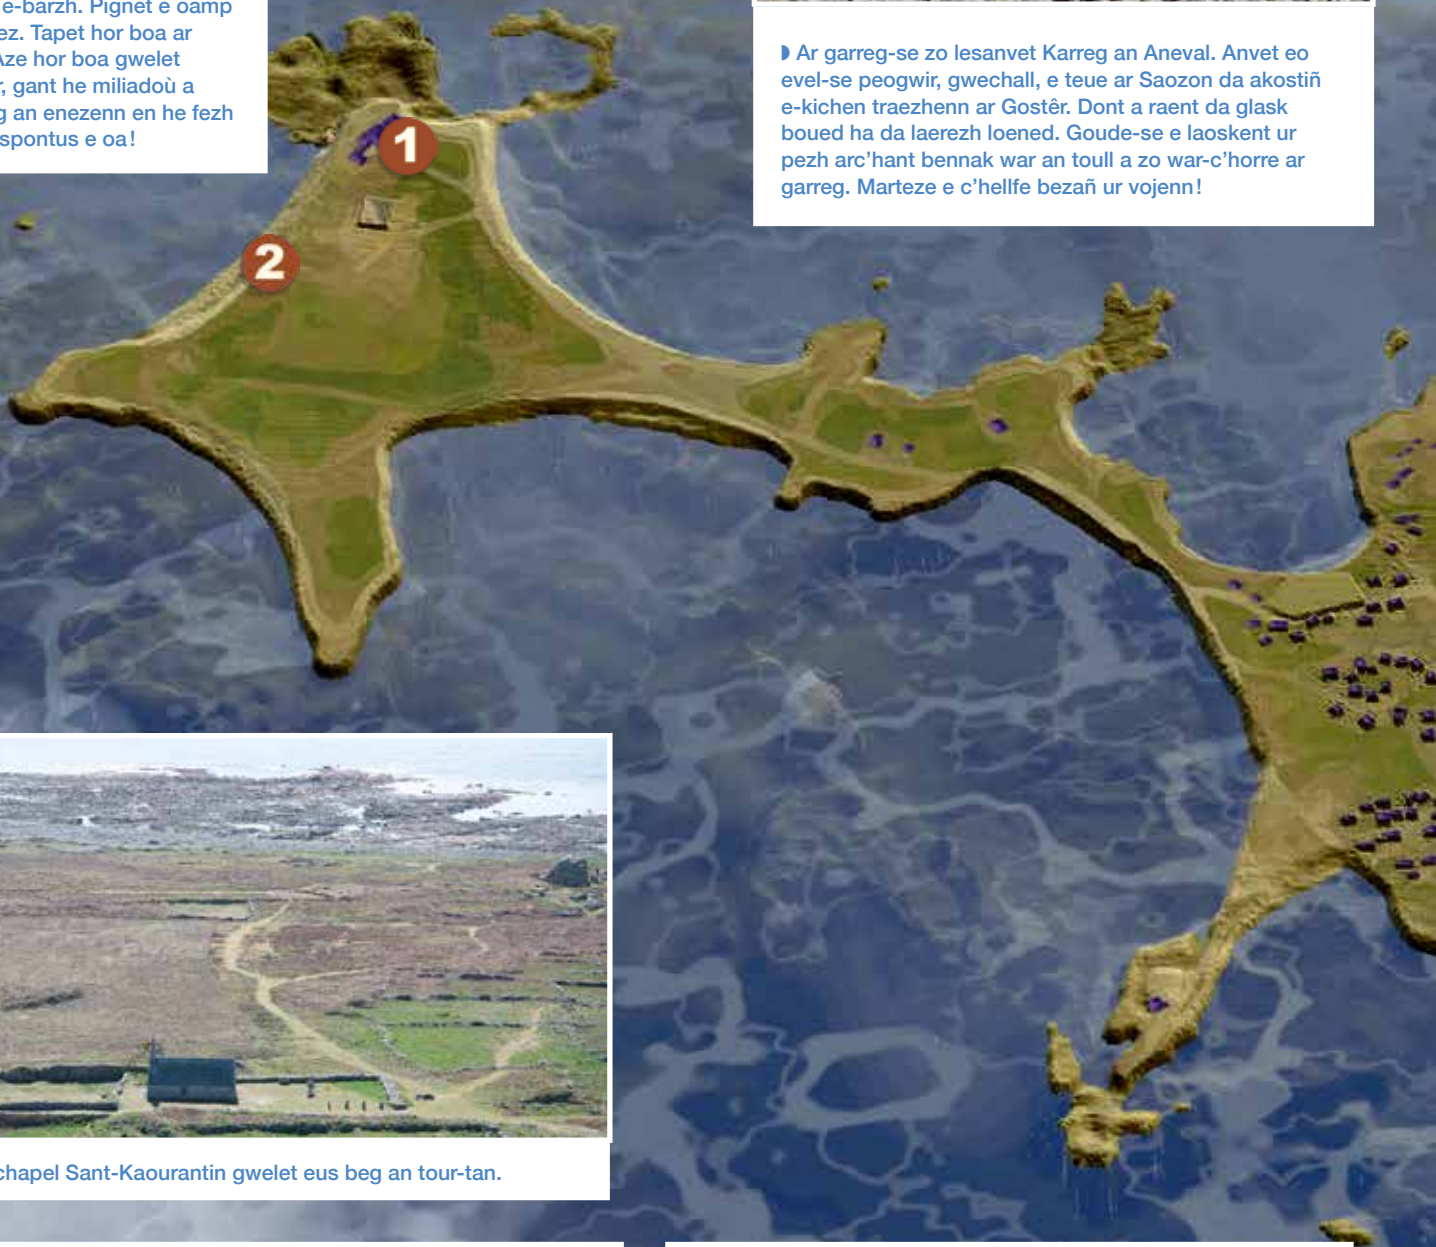 e-barzh. Pignet e oamp
ez. Tapet hor boa ar
Aze hor boa gwelet
r, gant he miliadoù a
g an enezenn en he fezh
spontus e oa !
◗ Ar garreg-se zo lesanvet Karreg an Aneval. Anvet eo
evel-se peogwir, gwechall, e teue ar Saozon da akostiñ
e-kichen traezhenn ar Gostêr. Dont a raent da glask
boued ha da laerezh loened. Goude-se e laoskent ur
pezh arc’hant bennak war an toull a zo war-c’horre ar
garreg. Marteze e c’hellfe bezañ ur vojenn !
1
2
chapel Sant-Kaourantin gwelet eus beg an tour-tan.